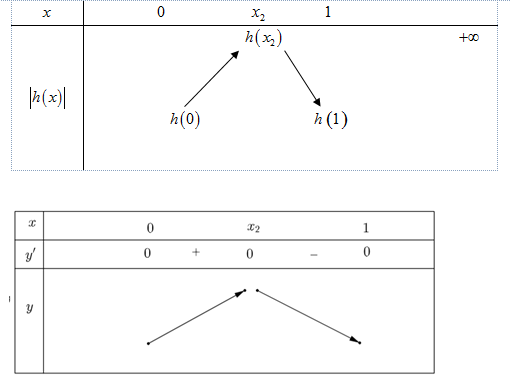 x 0 x₂ 1
h(x₂) +∞
|h(x)|
h(0) h(1)
x 0 x₂ 1
y′ 0 + 0 − 0
y